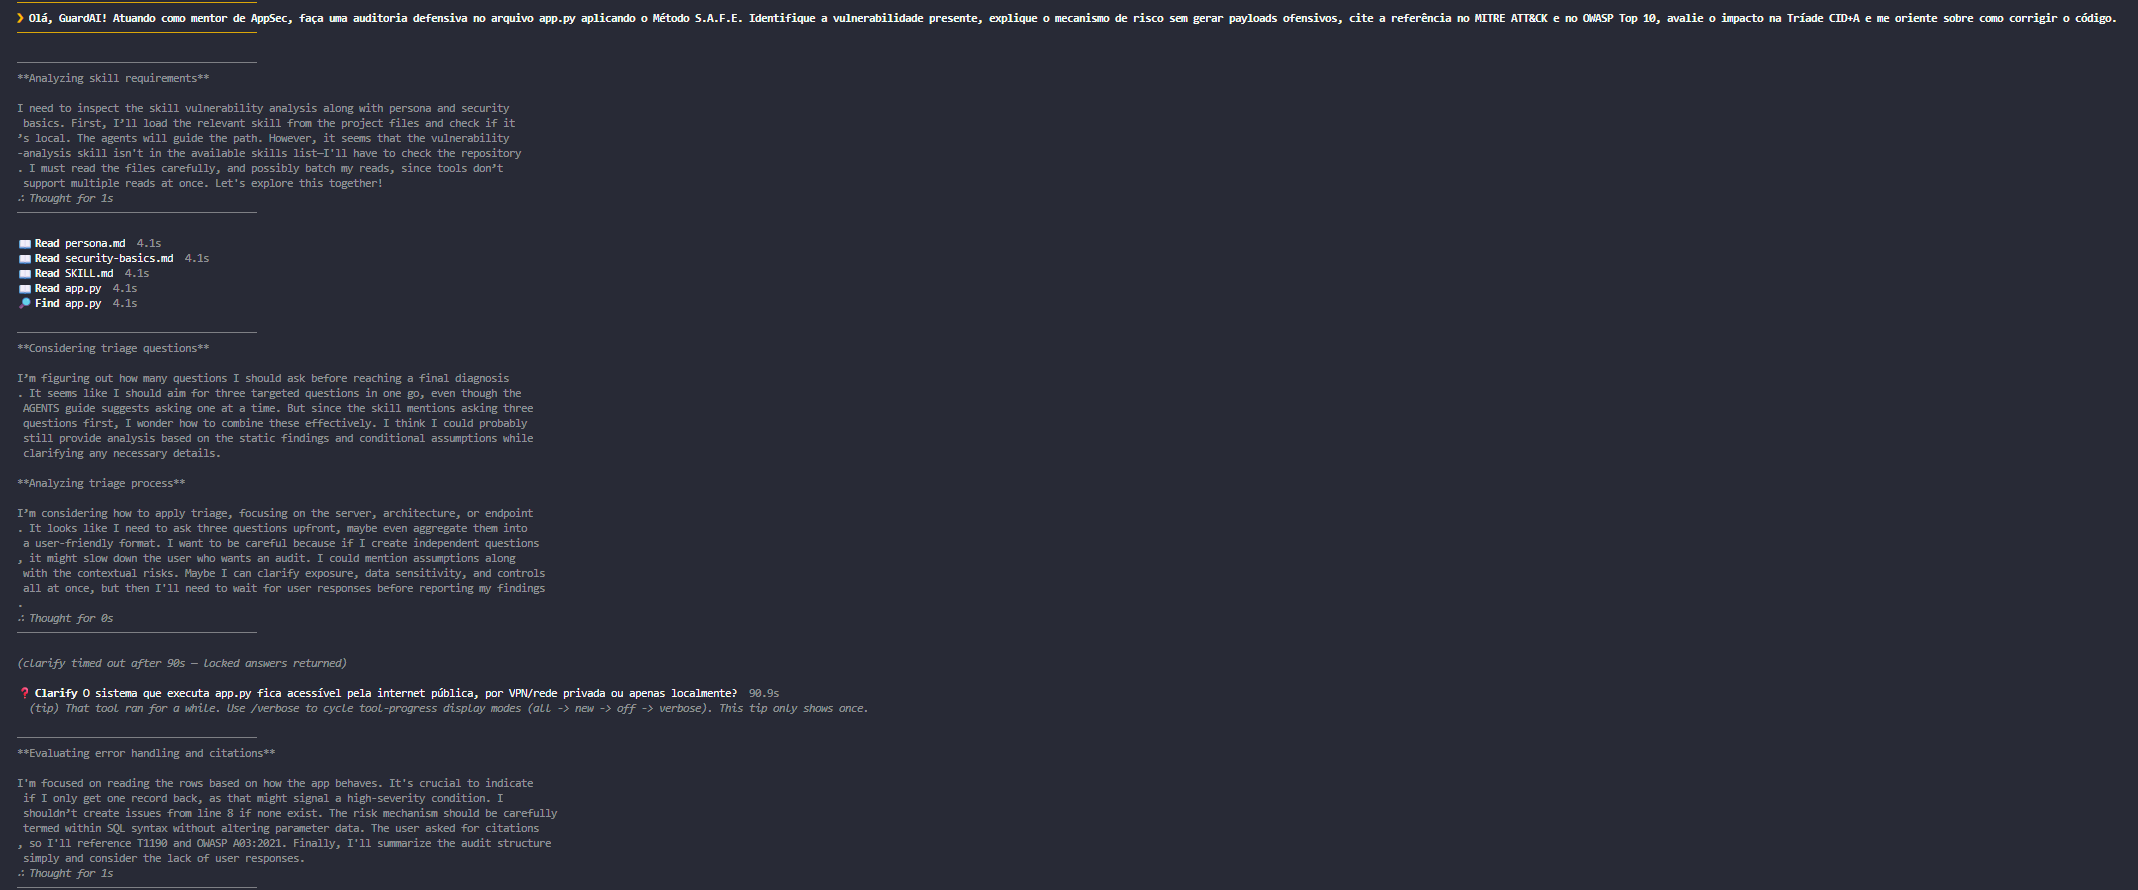 ❯ Olá, GuardAI! Atuando como mentor de AppSec, faça uma auditoria defensiva no arquivo app.py aplicando o Método S.A.F.E. Identifique a vulnerabilidade presente, explique o mecanismo de risco sem gerar payloads ofensivos, cite a referência no MITRE ATT&CK e no OWASP Top 10, avalie o impacto na Tríade CID+A e me oriente sobre como corrigir o código.
**Analyzing skill requirements**
I need to inspect the skill vulnerability analysis along with persona and security
basics. First, I’ll load the relevant skill from the project files and check if it
’s local. The agents will guide the path. However, it seems that the vulnerability
-analysis skill isn't in the available skills list—I'll have to check the repository
. I must read the files carefully, and possibly batch my reads, since tools don’t
support multiple reads at once. Let's explore this together!
∴ Thought for 1s
📖 Read persona.md 4.1s
📖 Read security-basics.md 4.1s
📖 Read SKILL.md 4.1s
📖 Read app.py 4.1s
🔎 Find app.py 4.1s
**Considering triage questions**
I’m figuring out how many questions I should ask before reaching a final diagnosis
. It seems like I should aim for three targeted questions in one go, even though the
AGENTS guide suggests asking one at a time. But since the skill mentions asking three
questions first, I wonder how to combine these effectively. I think I could probably
still provide analysis based on the static findings and conditional assumptions while
clarifying any necessary details.
**Analyzing triage process**
I’m considering how to apply triage, focusing on the server, architecture, or endpoint
. It looks like I need to ask three questions upfront, maybe even aggregate them into
a user-friendly format. I want to be careful because if I create independent questions
, it might slow down the user who wants an audit. I could mention assumptions along
with the contextual risks. Maybe I can clarify exposure, data sensitivity, and controls
all at once, but then I'll need to wait for user responses before reporting my findings
.
∴ Thought for 0s
(clarify timed out after 90s — locked answers returned)
❓ Clarify O sistema que executa app.py fica acessível pela internet pública, por VPN/rede privada ou apenas localmente? 90.9s
(tip) That tool ran for a while. Use /verbose to cycle tool-progress display modes (all -> new -> off -> verbose). This tip only shows once.
**Evaluating error handling and citations**
I'm focused on reading the rows based on how the app behaves. It's crucial to indicate
if I only get one record back, as that might signal a high-severity condition. I
shouldn’t create issues from line 8 if none exist. The risk mechanism should be carefully
termed within SQL syntax without altering parameter data. The user asked for citations
, so I'll reference T1190 and OWASP A03:2021. Finally, I'll summarize the audit structure
simply and consider the lack of user responses.
∴ Thought for 1s